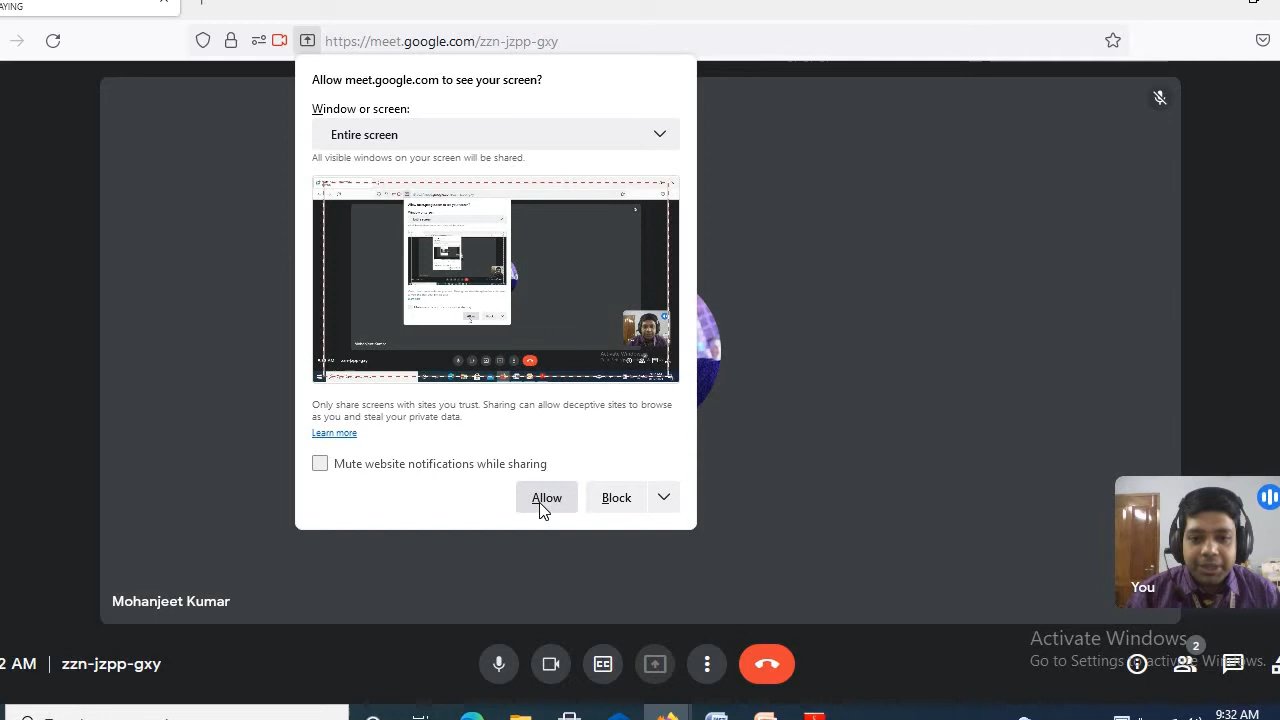 AYING
https://meet.google.com/zzn-jzpp-gxy
Allow meet.google.com to see your screen?
Window or screen:
Entire screen
All visible windows on your screen will be shared.
Only share screens with sites you trust. Sharing can allow deceptive sites to browse
as you and steal your private data.
Learn more
Mute website notifications while sharing
Allow
Block
You
Mohanjeet Kumar
Activate Windows
Go to Settings to activate Windows.
2
2 AM
zzn-jzpp-gxy
9:32 AM